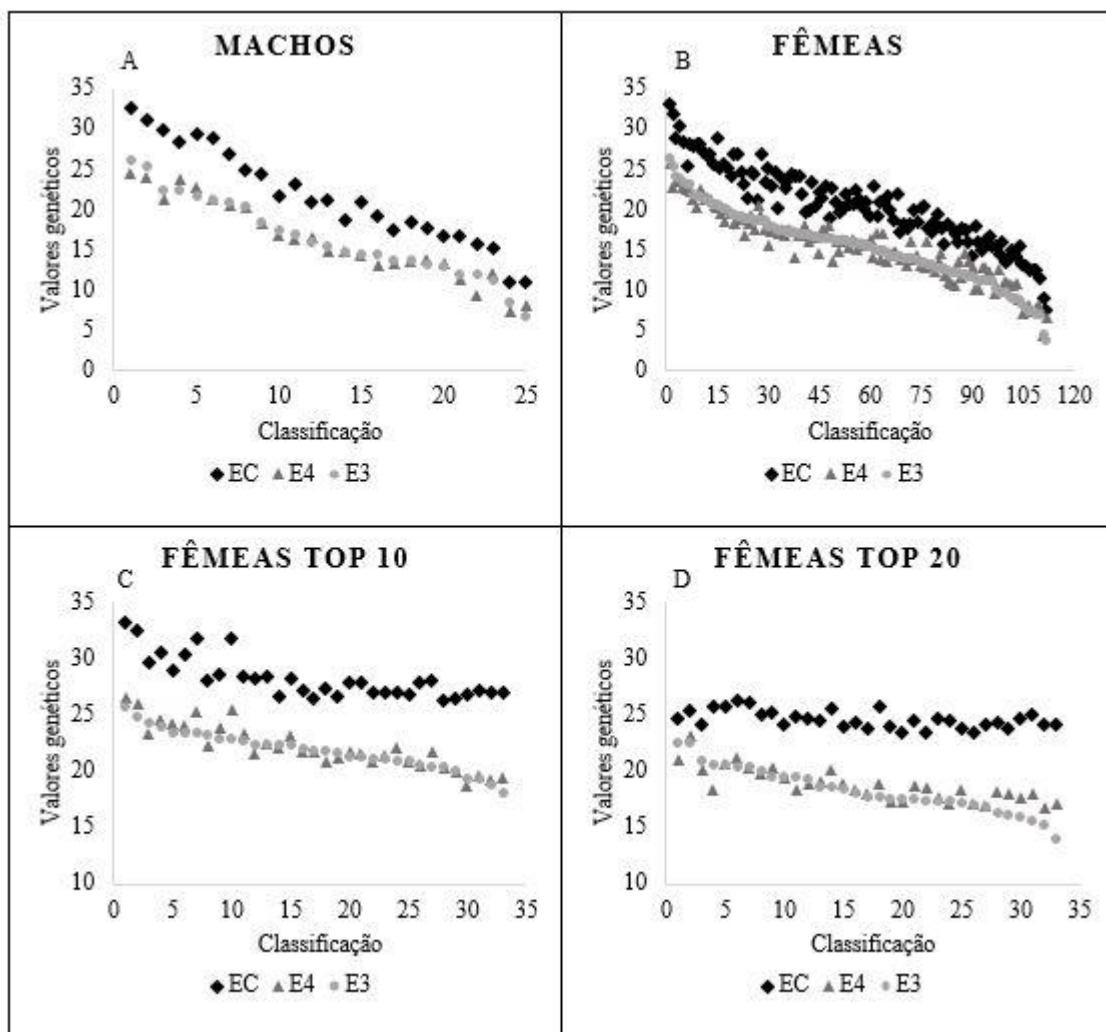 MACHOS
A
Valores genéticos
35
30
25
20
15
10
5
0
0 5 10 15 20 25
Classificação
EC E4 E3
FÊMEAS
B
Valores genéticos
35
30
25
20
15
10
5
0
0 15 30 45 60 75 90 105 120
Classificação
EC E4 E3
FÊMEAS TOP 10
C
Valores genéticos
35
30
25
20
15
10
0 5 10 15 20 25 30 35
Classificação
EC E4 E3
FÊMEAS TOP 20
D
Valores genéticos
35
30
25
20
15
10
0 5 10 15 20 25 30 35
Classificação
EC E4 E3